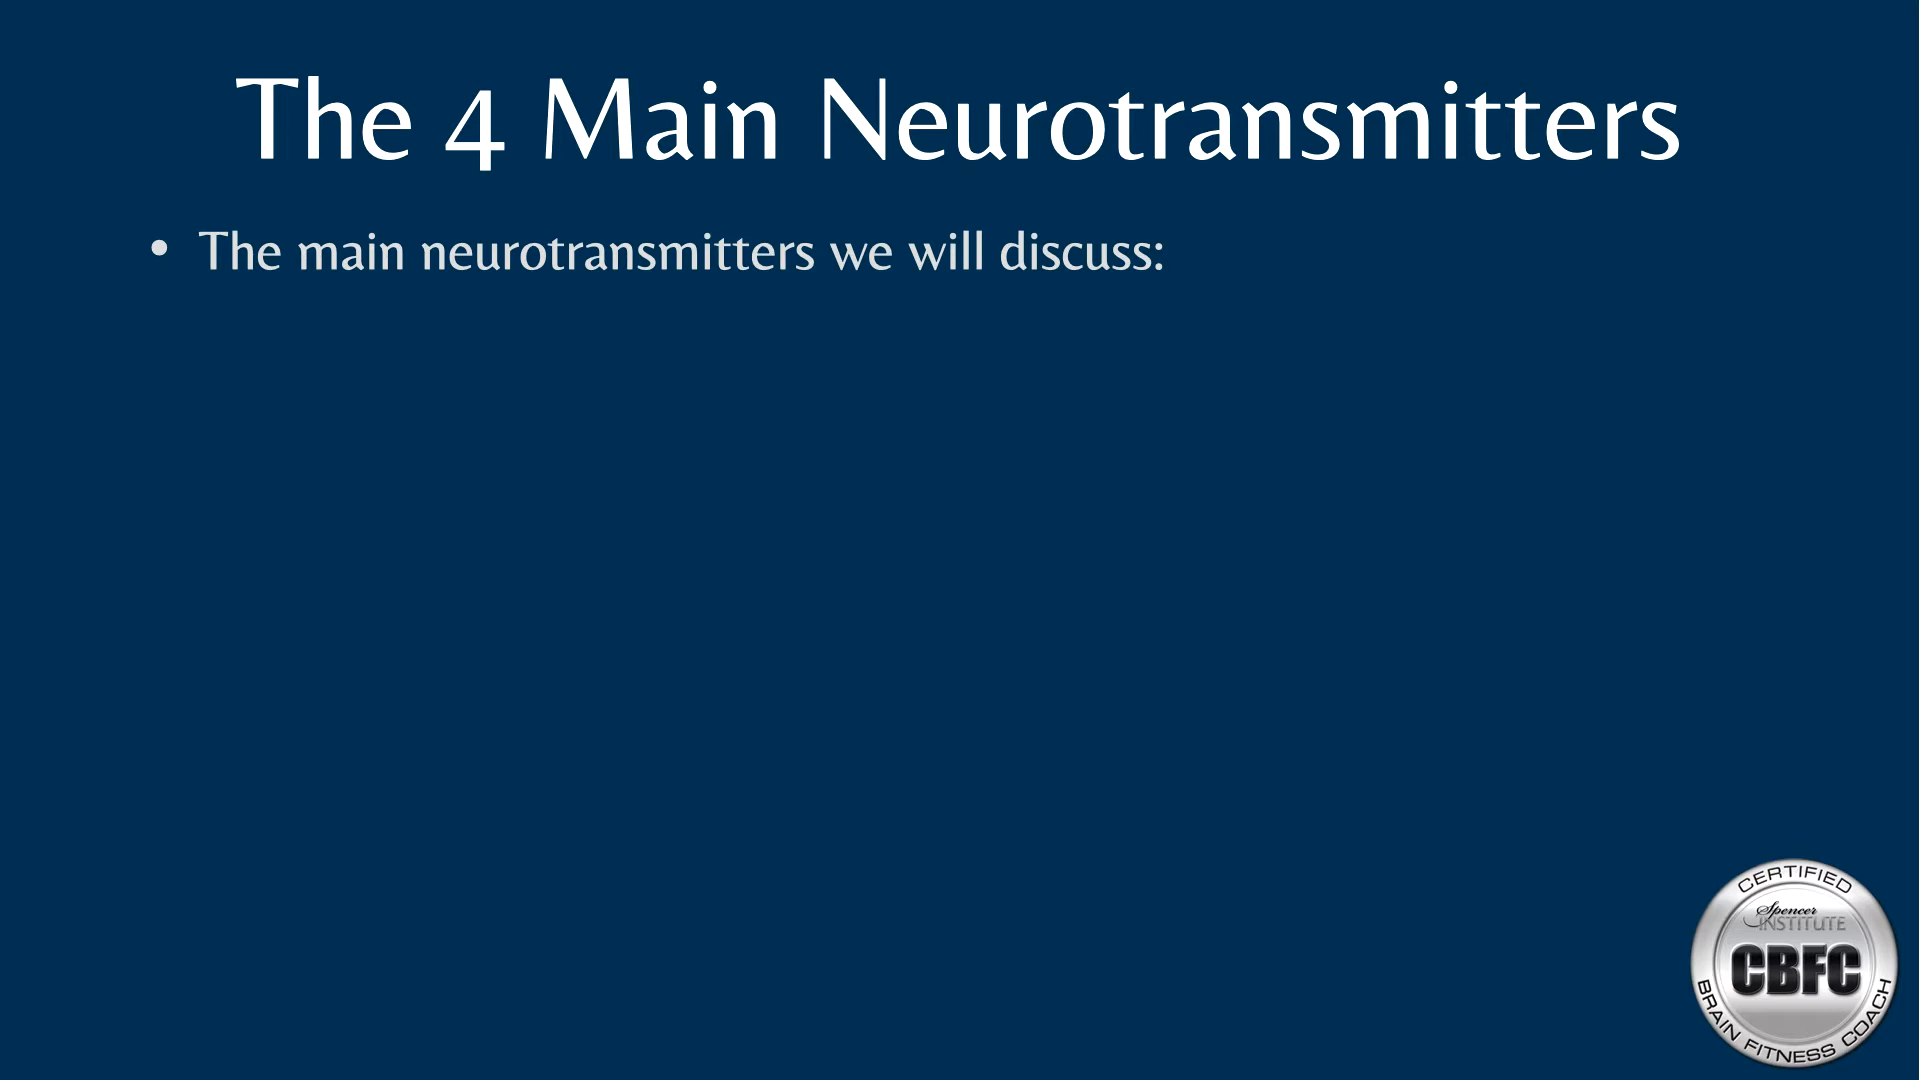 The 4 Main Neurotransmitters
• The main neurotransmitters we will discuss:
CERTIFIED
Spencer
INSTITUTE
CBFC
BRAIN FITNESS COACH